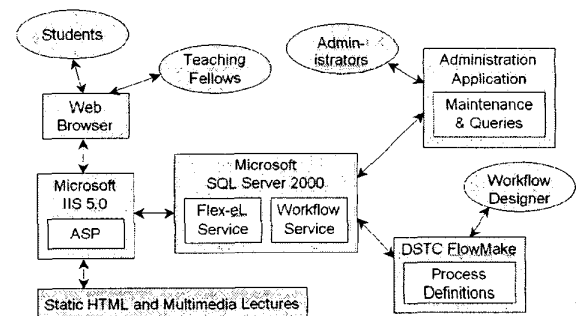 Students
Teaching
Fellows
Web
Browser
Microsoft
IIS 5.0
ASP
Static HTML and Multimedia Lectures
Microsoft
SQL Server 2000
Flex-eL
Service
Workflow
Service
Admin-
istrators
Administration
Application
Maintenance
& Queries
Workflow
Designer
DSTC FlowMake
Process
Definitions